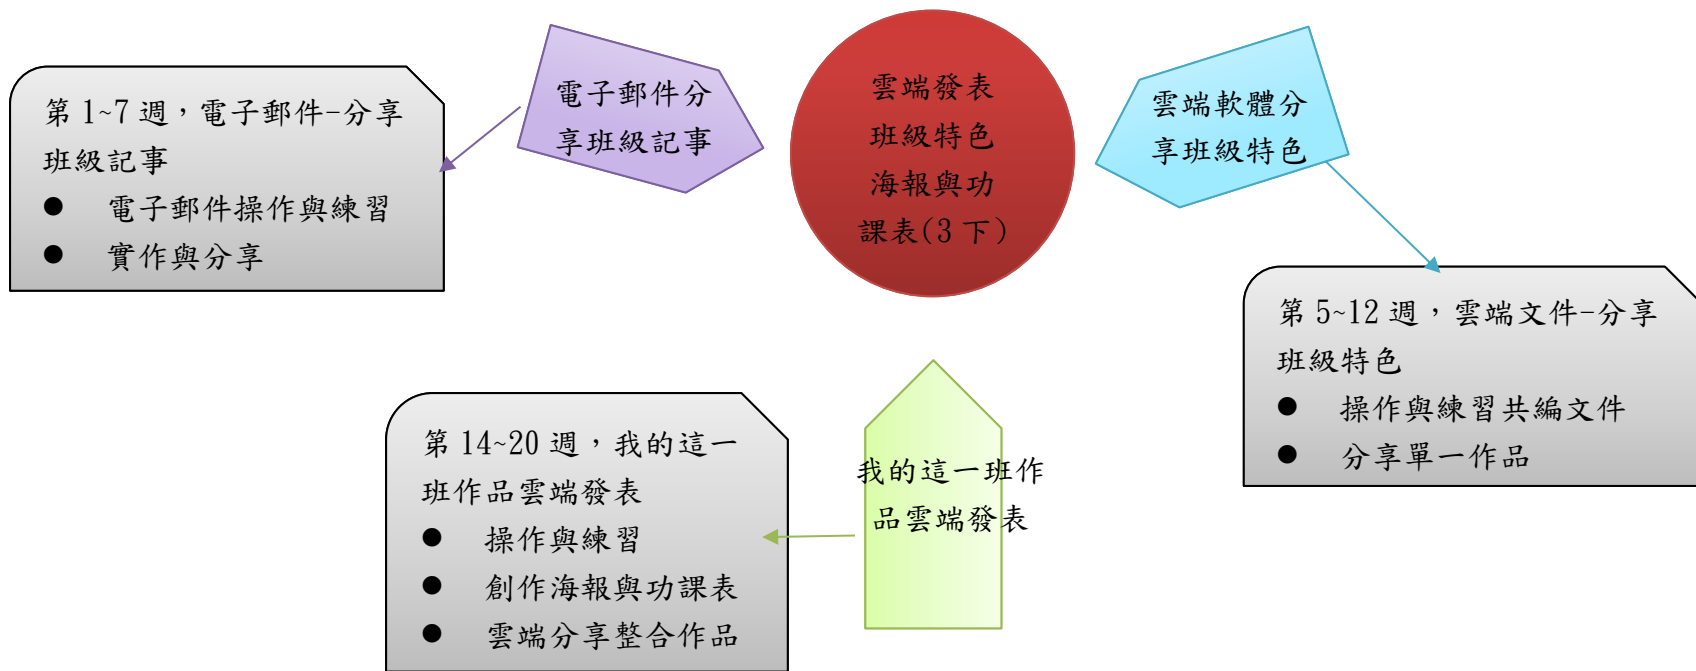 第 1~7 週，電子郵件-分享
班級記事
● 電子郵件操作與練習
● 實作與分享
電子郵件分
享班級記事
雲端發表
班級特色
海報與功
課表(3 下)
雲端軟體分
享班級特色
第 5~12 週，雲端文件-分享
班級特色
● 操作與練習共編文件
● 分享單一作品
第 14~20 週，我的這一
班作品雲端發表
● 操作與練習
● 創作海報與功課表
● 雲端分享整合作品
我的這一班作
品雲端發表